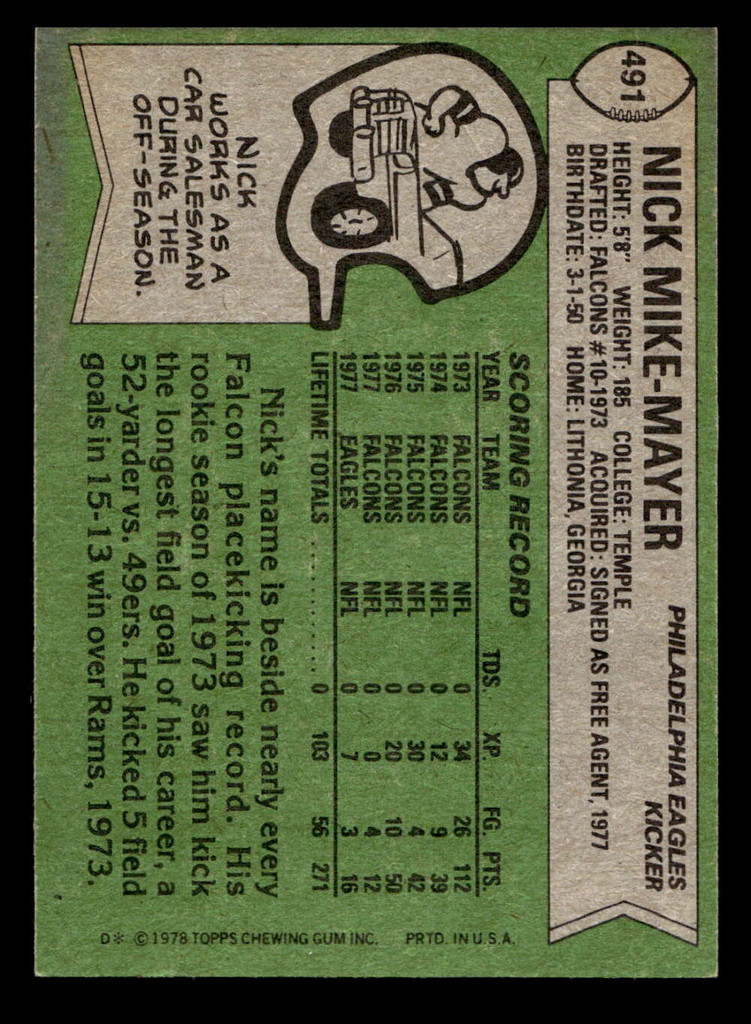 491
NICK MIKE-MAYER
PHILADELPHIA EAGLES
KICKER
HEIGHT: 5'8" WEIGHT: 185 COLLEGE: TEMPLE
DRAFTED: FALCONS #10-1973 ACQUIRED: SIGNED AS FREE AGENT, 1977
BIRTHDATE: 3-1-50 HOME: LITHONIA, GEORGIA
NICK
WORKS AS A
CAR SALESMAN
DURING THE
OFF-SEASON.
SCORING RECORD
YEAR TEAM TDS. XP. FG. PTS.
1973 FALCONS NFL 0 34 26 112
1974 FALCONS NFL 0 12 9 39
1975 FALCONS NFL 0 30 4 42
1976 FALCONS NFL 0 20 10 50
1977 FALCONS NFL 0 0 4 12
1977 EAGLES NFL 0 7 3 16
LIFETIME TOTALS ............ 0 103 56 271
Nick's name is beside nearly every
Falcon placekicking record. His
rookie season of 1973 saw him kick
the longest field goal of his career, a
52-yarder vs. 49ers. He kicked 5 field
goals in 15-13 win over Rams, 1973.
D* © 1978 TOPPS CHEWING GUM INC. PRTD. IN U.S.A.